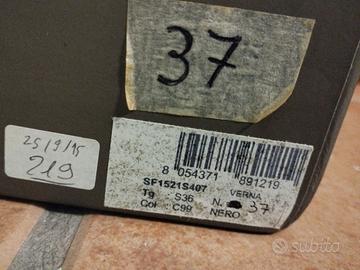 37
25/9/15
219
8 054371 891219
SF1521S407 VERNA
Tg : S36 N. 37
Col : C99 NERO
subito